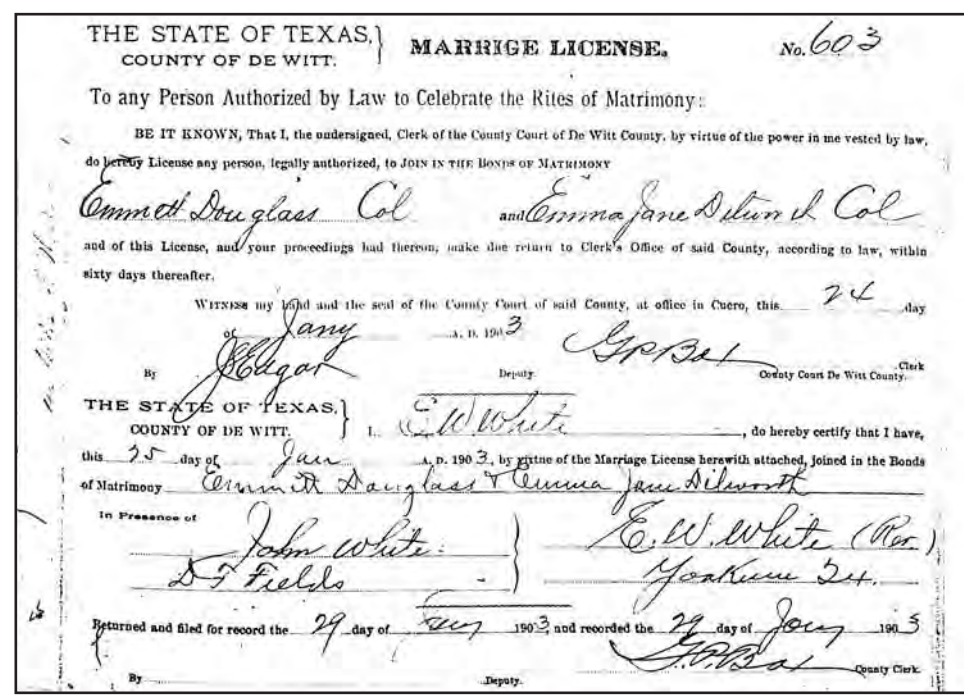 THE STATE OF TEXAS,
COUNTY OF DE WITT.
MARRIGE LICENSE.
No. 603
To any Person Authorized by Law to Celebrate the Rites of Matrimony:
BE IT KNOWN, That I, the undersigned, Clerk of the County Court of De Witt County, by virtue of the power in me vested by law,
do hereby License any person, legally authorized, to JOIN IN THE BONDS OF MATRIMONY
Emmett Douglass Col and Emma Jane Col
and of this License, and your proceedings had thereon, make due return to Clerk's Office of said County, according to law, within
sixty days thereafter.
WITNESS my hand and the seal of the County Court of said County, at office in Cuero, this 24 day
of Jany A. D. 1903
By Edgar Deputy. Clerk
County Court De Witt County.
THE STATE OF TEXAS,
COUNTY OF DE WITT.
I, E W White, do hereby certify that I have,
this 25 day of Jan A. D. 1903, by virtue of the Marriage License herewith attached, joined in the Bonds
of Matrimony Emmett Douglass & Emma Jane Dilworth
In Presence of
John White
D F Fields
E. W. White (Rev.)
Yoakum Tex.
Returned and filed for record the 29 day of 1903, and recorded the 29 day of Jany 1903
County Clerk.
By Deputy.